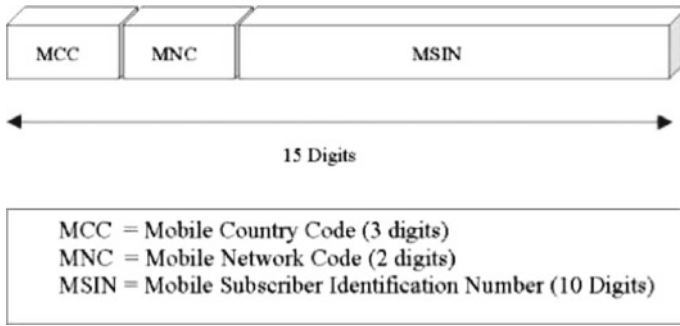 MCC MNC MSIN
15 Digits
MCC = Mobile Country Code (3 digits)
MNC = Mobile Network Code (2 digits)
MSIN = Mobile Subscriber Identification Number (10 Digits)